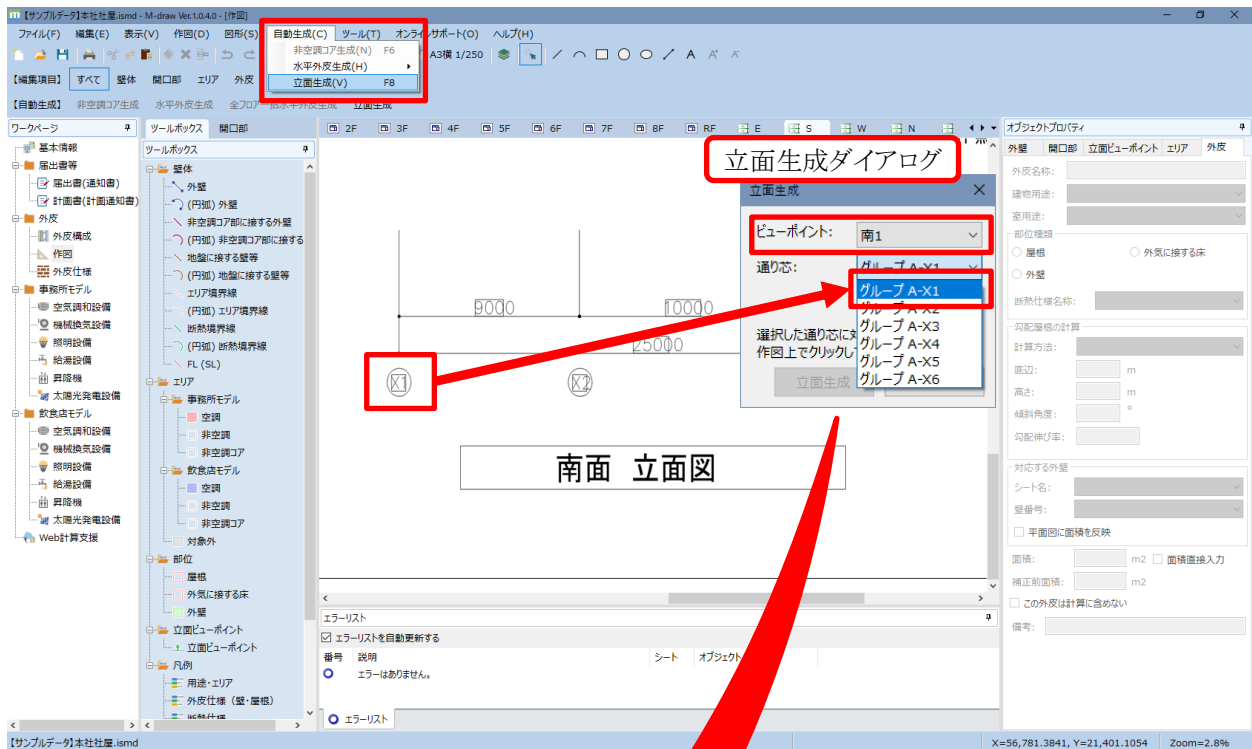 【サンプルデータ】本社社屋.ismd - M-draw Ver.1.0.4.0 - [作図]
ファイル(F) 編集(E) 表示(V) 作図(D) 図形(S) 自動生成(C) ツール(T) オンラインサポート(O) ヘルプ(H)
非空調コア生成(N) F6
水平外皮生成(H)
立面生成(V) F8
A3横 1/250
【編集項目】 すべて 壁体 開口部 エリア 外皮
【自動生成】 非空調コア生成 水平外皮生成 全フロア一括水平外皮生成 立面生成
ワークページ
基本情報
届出書等
届出書(通知書)
計画書(計画通知書)
外皮
外皮構成
作図
外皮仕様
事務所モデル
空気調和設備
機械換気設備
照明設備
給湯設備
昇降機
太陽光発電設備
飲食店モデル
空気調和設備
機械換気設備
照明設備
給湯設備
昇降機
太陽光発電設備
Web計算支援
ツールボックス 開口部
ツールボックス
壁体
外壁
(円弧) 外壁
非空調コア部に接する外壁
(円弧) 非空調コア部に接する
地盤に接する壁等
(円弧) 地盤に接する壁等
エリア境界線
(円弧) エリア境界線
断熱境界線
(円弧) 断熱境界線
FL (SL)
エリア
事務所モデル
空調
非空調
非空調コア
飲食店モデル
空調
非空調
非空調コア
対象外
部位
屋根
外気に接する床
外壁
立面ビューポイント
立面ビューポイント
凡例
用途・エリア
外皮仕様 (壁・屋根)
2F 3F 4F 5F 6F 7F 8F RF E S W N
立面生成ダイアログ
立面生成
ビューポイント: 南1
通り芯: グループ A-X1
グループ A-X1
グループ A-X2
グループ A-X3
グループ A-X4
グループ A-X5
グループ A-X6
選択した通り芯に対
作図上でクリックし
立面生成
9000 10000
25000
X1 X2
南面 立面図
エラーリスト
エラーリストを自動更新する
番号 説明 シート オブジェクト
エラーはありません。
エラーリスト
オブジェクトプロパティ
外壁 開口部 立面ビューポイント エリア 外皮
外皮名称:
建物用途:
室用途:
部位種類
屋根 外気に接する床
外壁
断熱仕様名称:
勾配屋根の計算
計算方法:
底辺: m
高さ: m
傾斜角度: °
勾配伸び率:
対応する外壁
シート名:
壁番号:
平面図に面積を反映
面積: m2 面積直接入力
補正前面積: m2
この外皮は計算に含めない
備考:
【サンプルデータ】本社社屋.ismd
X=56,781.3841, Y=21,401.1054 Zoom=2.8%